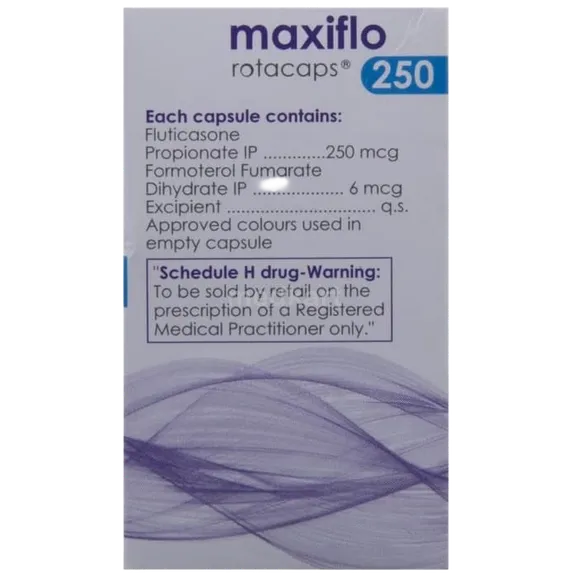 maxiflo
rotacaps® 250
Each capsule contains:
Fluticasone
Propionate IP ............250 mcg
Formoterol Fumarate
Dihydrate IP .................. 6 mcg
Excipient ............................. q.s.
Approved colours used in
empty capsule
"Schedule H drug-Warning:
To be sold by retail on the
prescription of a Registered
Medical Practitioner only."